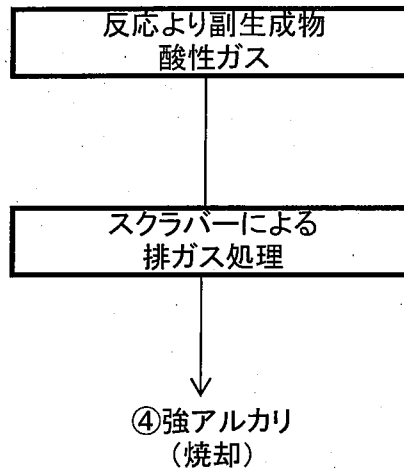 反応より副生成物
酸性ガス
スクラバーによる
排ガス処理
④強アルカリ
(焼却)